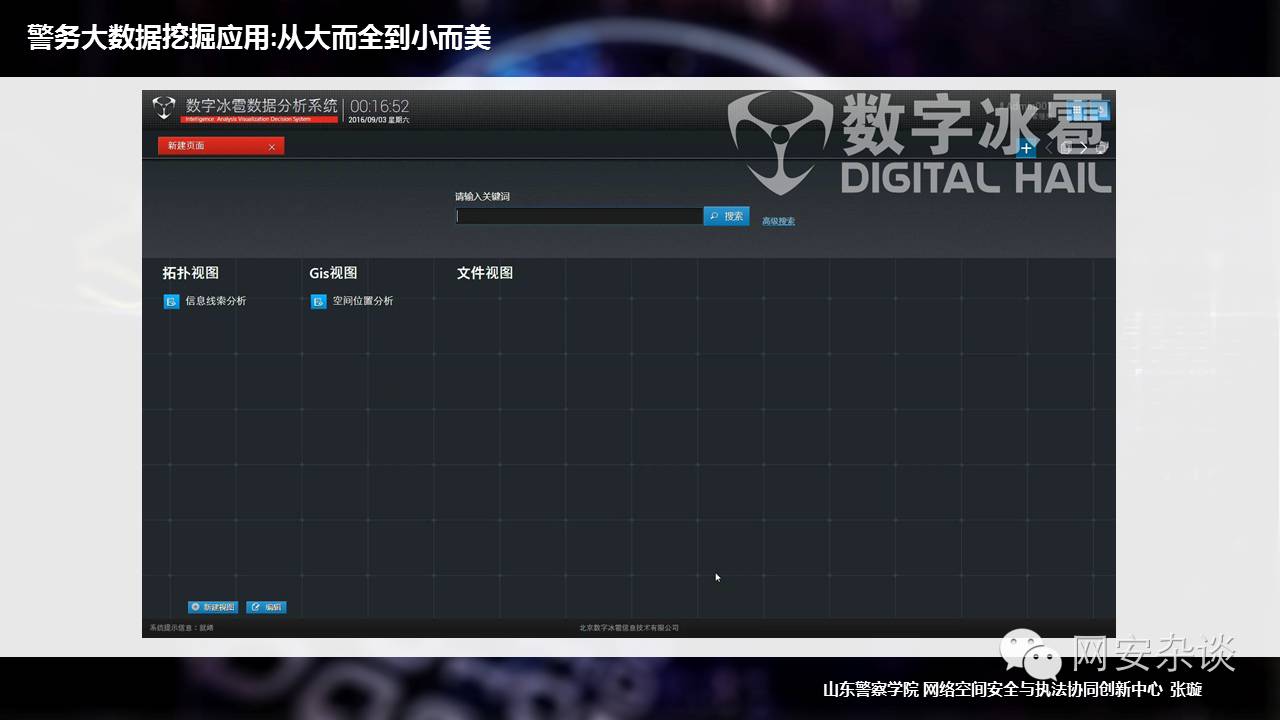 警务大数据挖掘应用:从大而全到小而美
数字冰雹数据分析系统
00:16:52
Intelligence Analysis Visualization Decision System
2016/09/03 星期六
数字冰雹
DIGITAL HAIL
新建页面
请输入关键词
搜索
高级搜索
拓扑视图
Gis视图
文件视图
信息线索分析
空间位置分析
新建视图
编辑
系统提示信息：就绪
北京数字冰雹信息技术有限公司
网安杂谈
山东警察学院 网络空间安全与执法协同创新中心 张璇